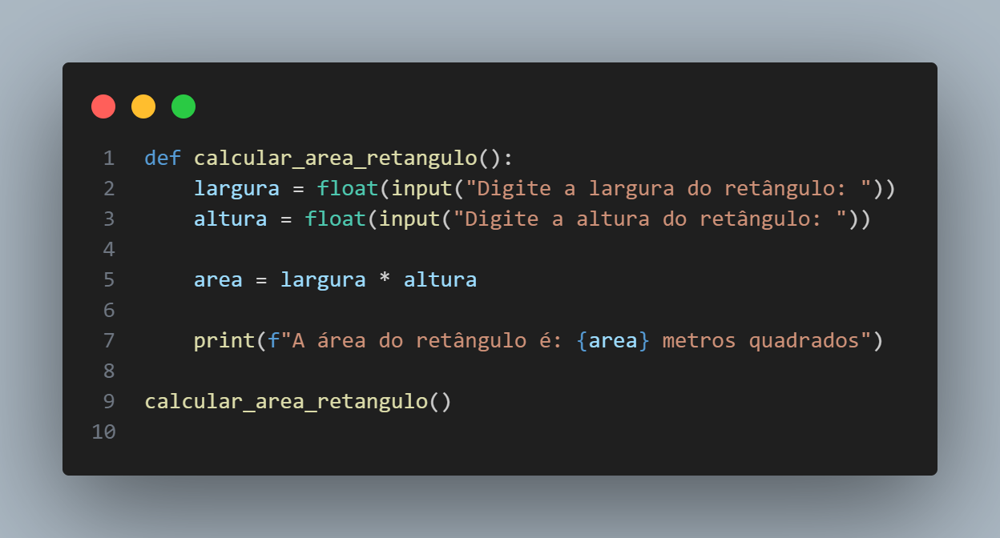 1 def calcular_area_retangulo():
2     largura = float(input("Digite a largura do retângulo: "))
3     altura = float(input("Digite a altura do retângulo: "))
4
5     area = largura * altura
6
7     print(f"A área do retângulo é: {area} metros quadrados")
8
9 calcular_area_retangulo()
10